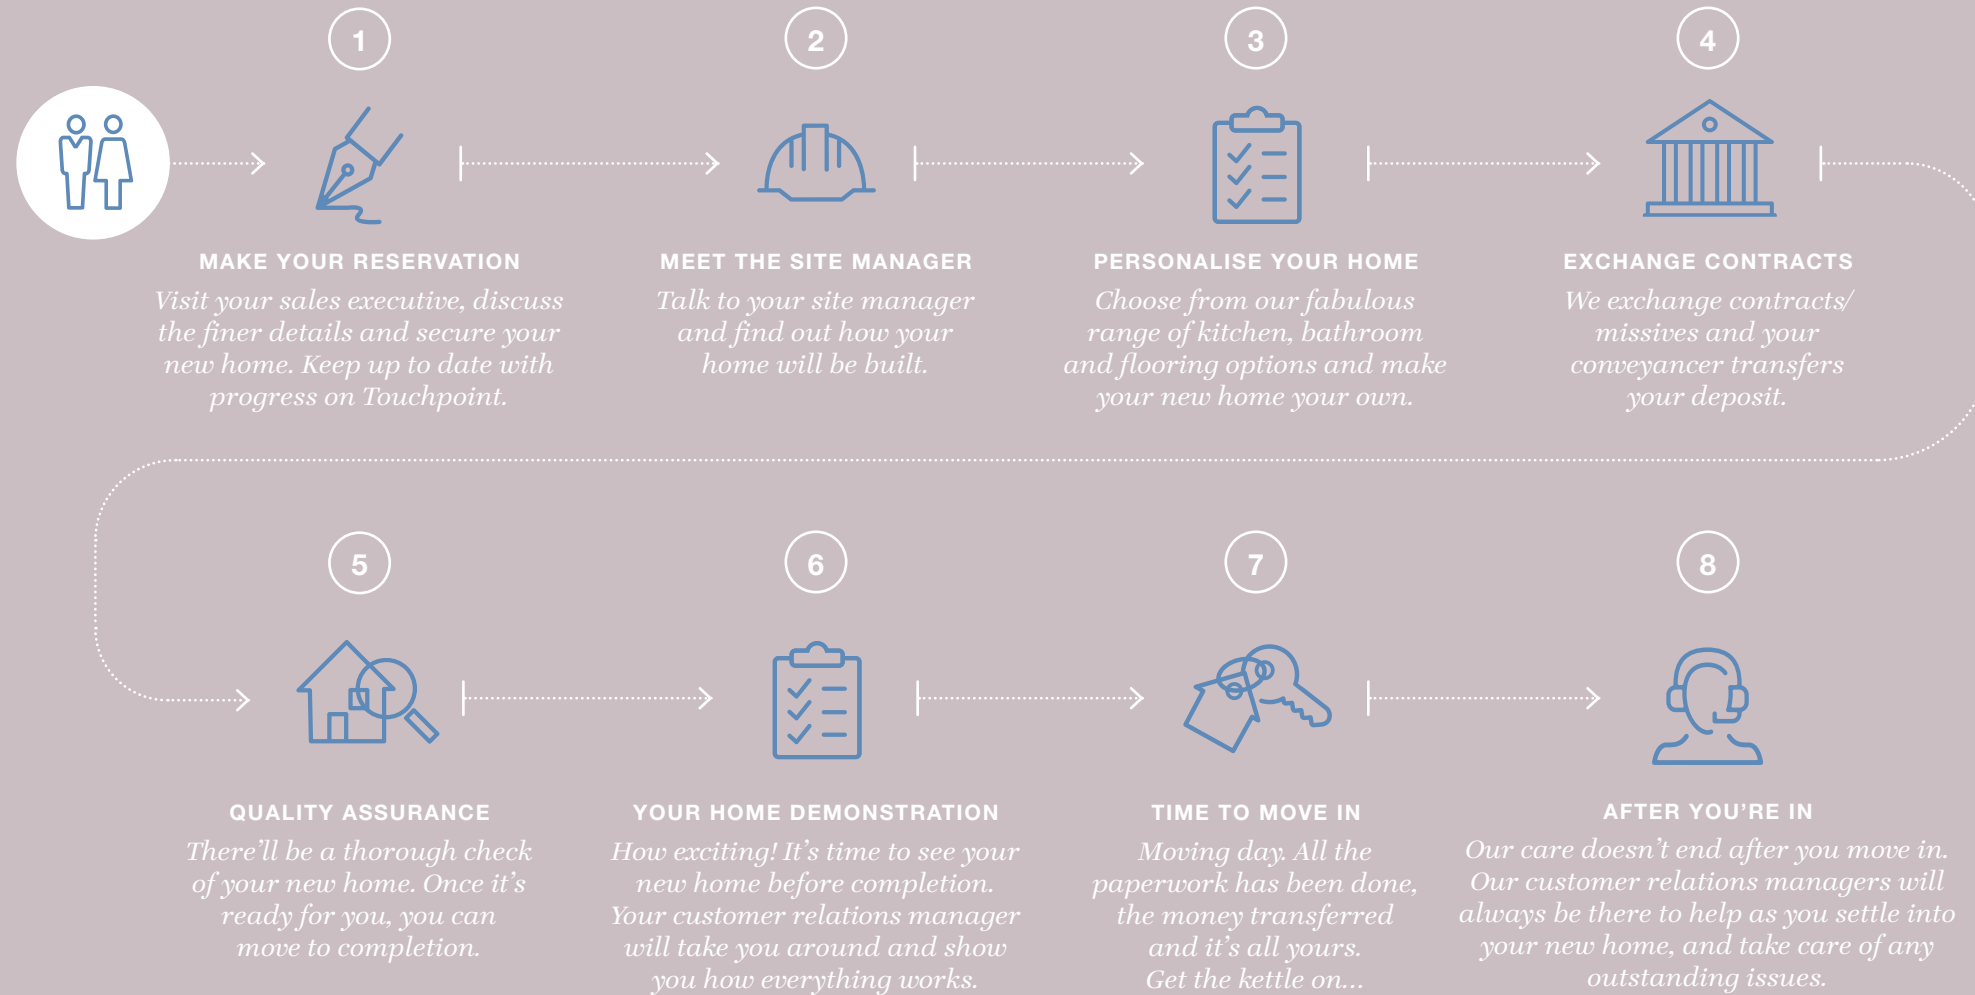 1
MAKE YOUR RESERVATION
Visit your sales executive, discuss
the finer details and secure your
new home. Keep up to date with
progress on Touchpoint.
2
MEET THE SITE MANAGER
Talk to your site manager
and find out how your
home will be built.
3
PERSONALISE YOUR HOME
Choose from our fabulous
range of kitchen, bathroom
and flooring options and make
your new home your own.
4
EXCHANGE CONTRACTS
We exchange contracts/
missives and your
conveyancer transfers
your deposit.
5
QUALITY ASSURANCE
There’ll be a thorough check
of your new home. Once it’s
ready for you, you can
move to completion.
6
YOUR HOME DEMONSTRATION
How exciting! It’s time to see your
new home before completion.
Your customer relations manager
will take you around and show
you how everything works.
7
TIME TO MOVE IN
Moving day. All the
paperwork has been done,
the money transferred
and it’s all yours.
Get the kettle on…
8
AFTER YOU’RE IN
Our care doesn’t end after you move in.
Our customer relations managers will
always be there to help as you settle into
your new home, and take care of any
outstanding issues.